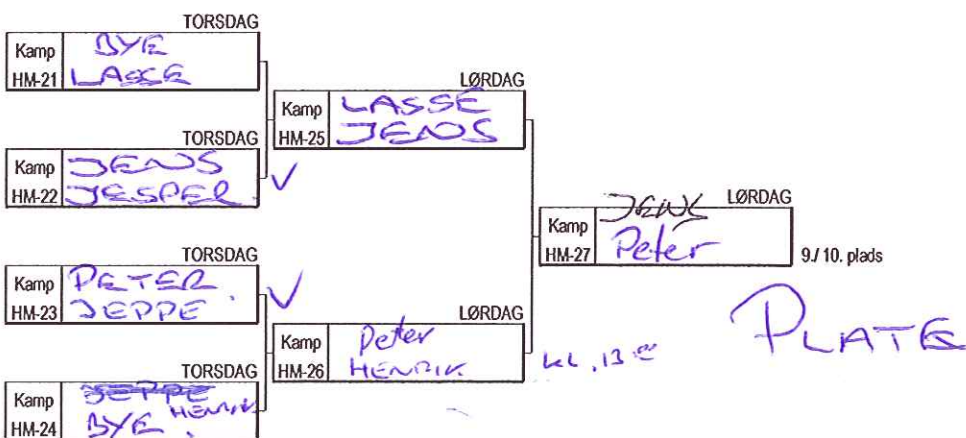 TORSDAG
Kamp HM-21
BYE
LASSE
TORSDAG
Kamp HM-22
JENS
JESPER
TORSDAG
Kamp HM-23
PETER
JEPPE
TORSDAG
Kamp HM-24
JEPPE
HENRIK
BYE
LØRDAG
Kamp HM-25
LASSE
JENS
LØRDAG
Kamp HM-26
Peter
HENRIK
LØRDAG
Kamp HM-27
JENS
Peter
9./10. plads
kl. 13.00
PLATE